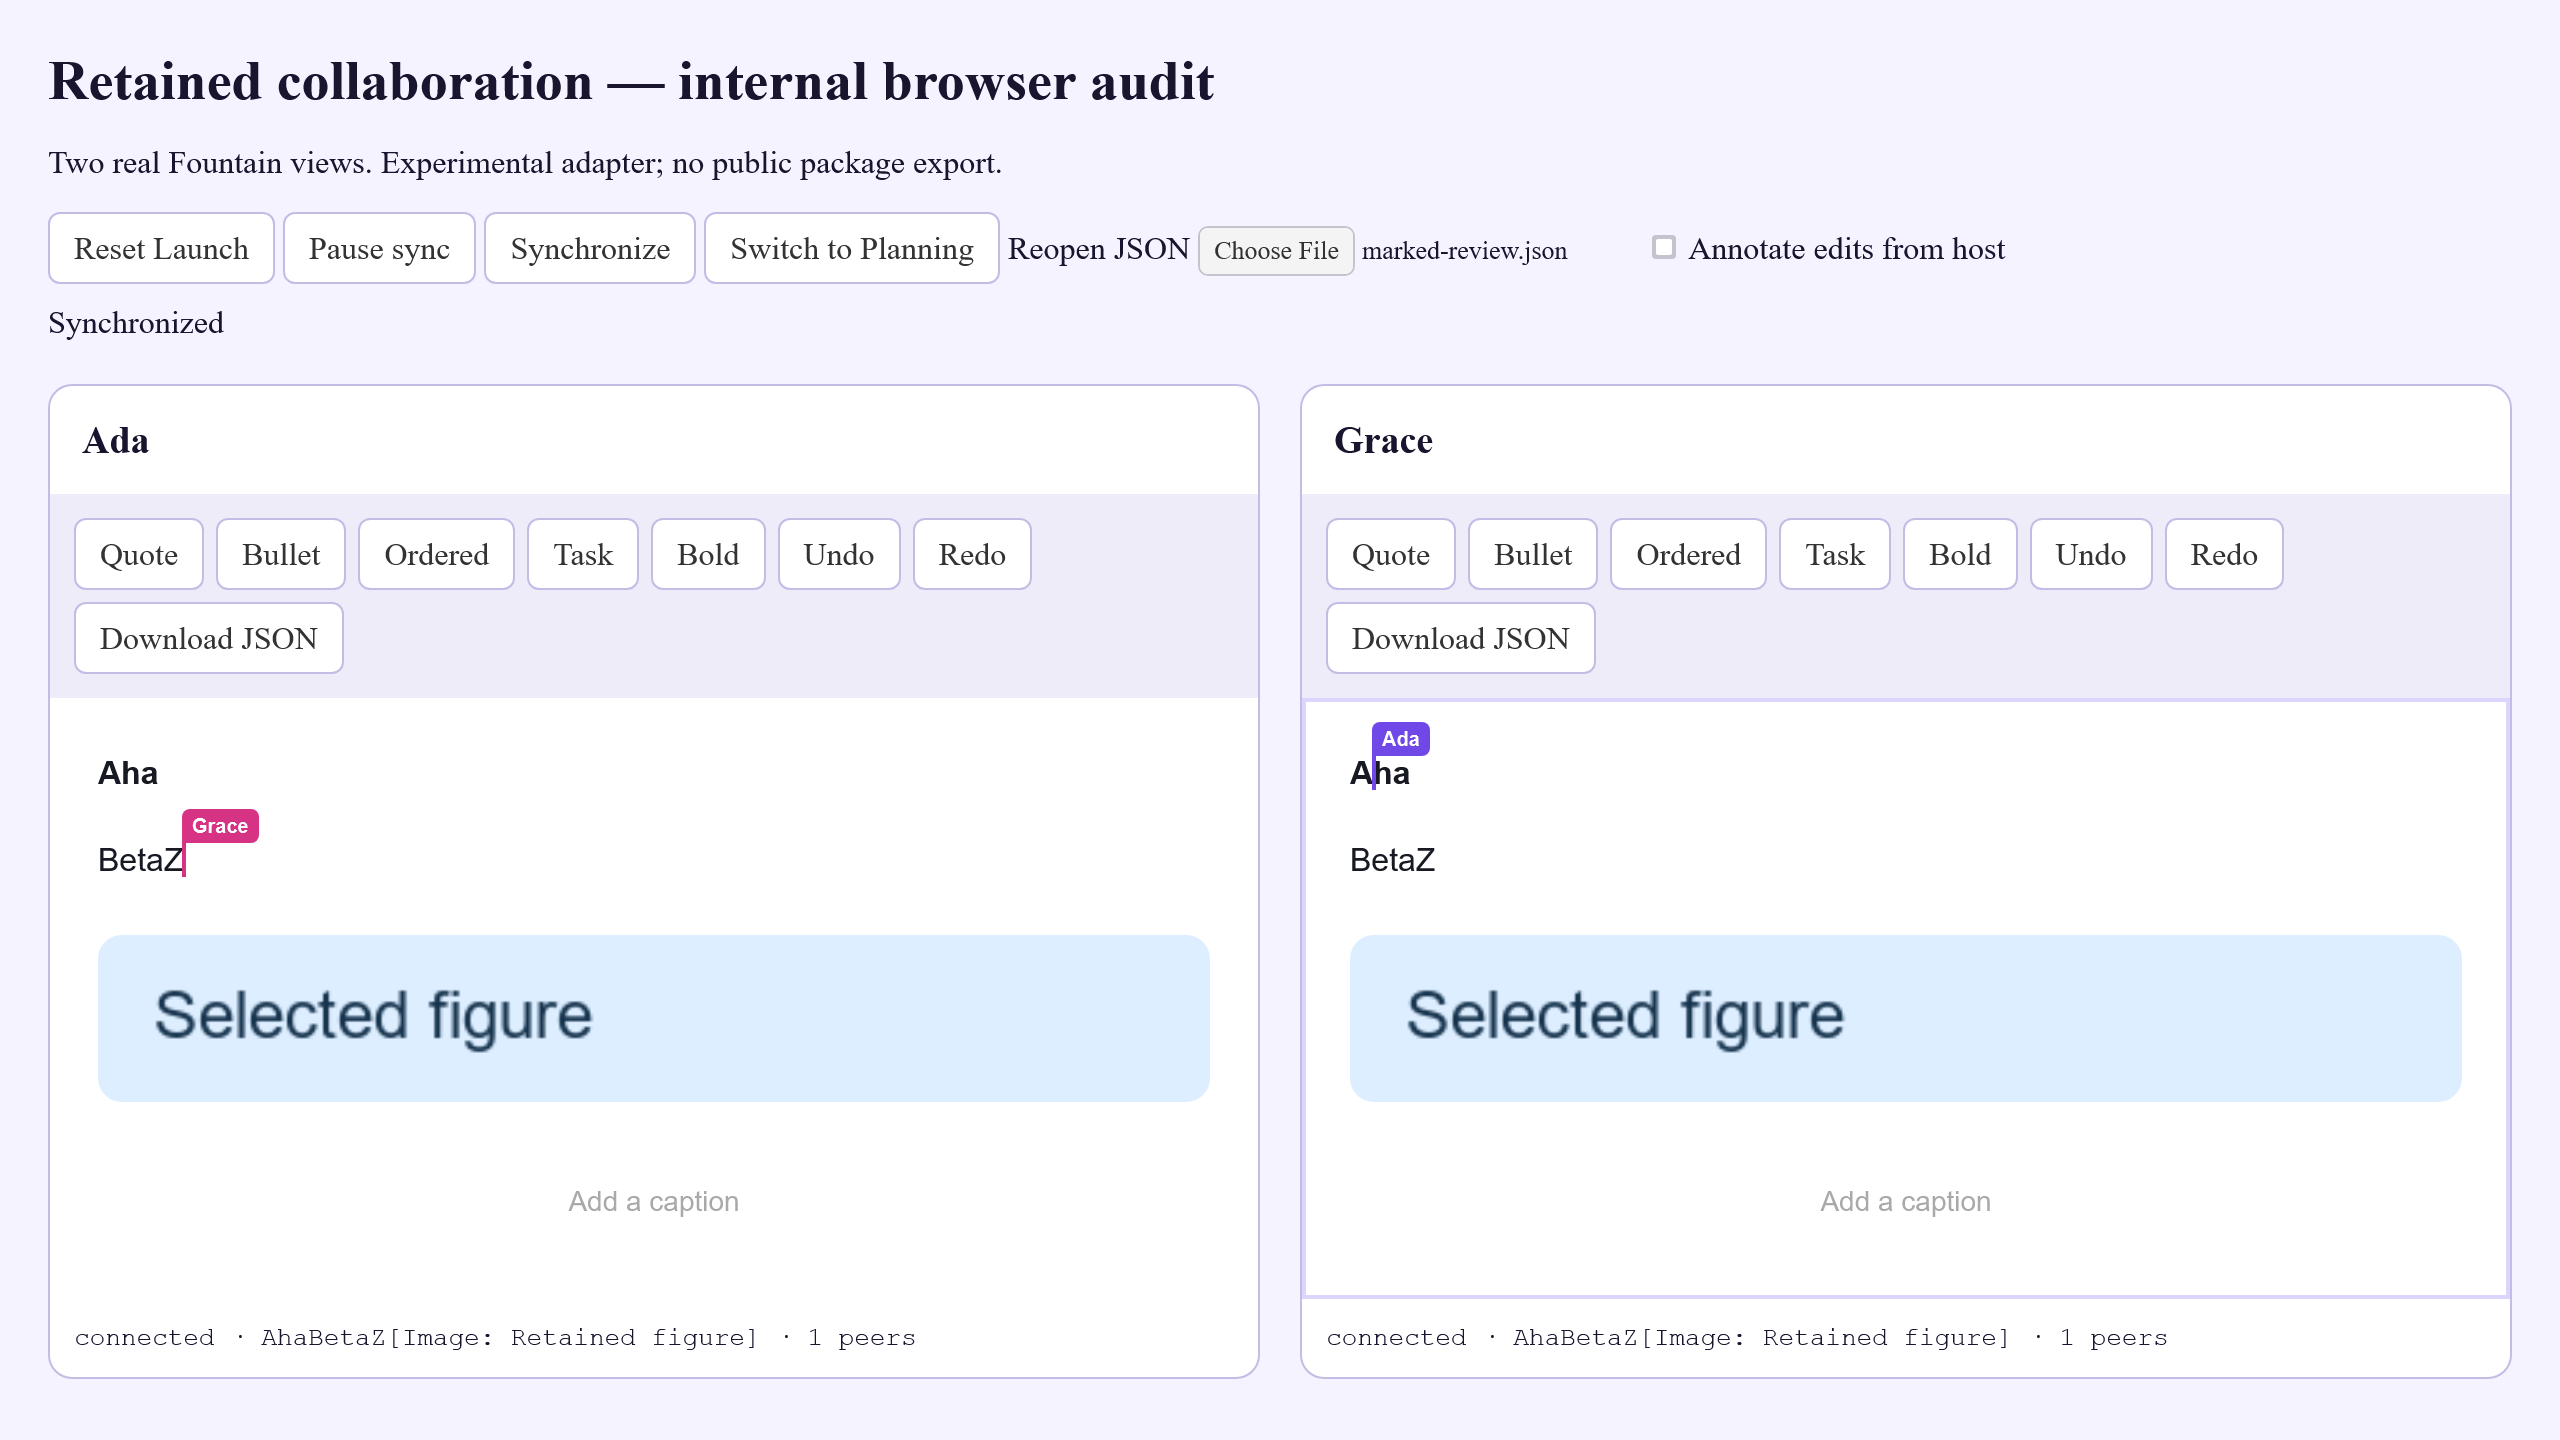 Retained collaboration — internal browser audit
Two real Fountain views. Experimental adapter; no public package export.
Reset Launch Pause sync Synchronize Switch to Planning Reopen JSON Choose File marked-review.json Annotate edits from host
Synchronized
Ada
Quote Bullet Ordered Task Bold Undo Redo
Download JSON
Aha
Grace
BetaZ
Selected figure
Add a caption
connected · AhaBetaZ[Image: Retained figure] · 1 peers
Grace
Quote Bullet Ordered Task Bold Undo Redo
Download JSON
Ada
Aha
BetaZ
Selected figure
Add a caption
connected · AhaBetaZ[Image: Retained figure] · 1 peers